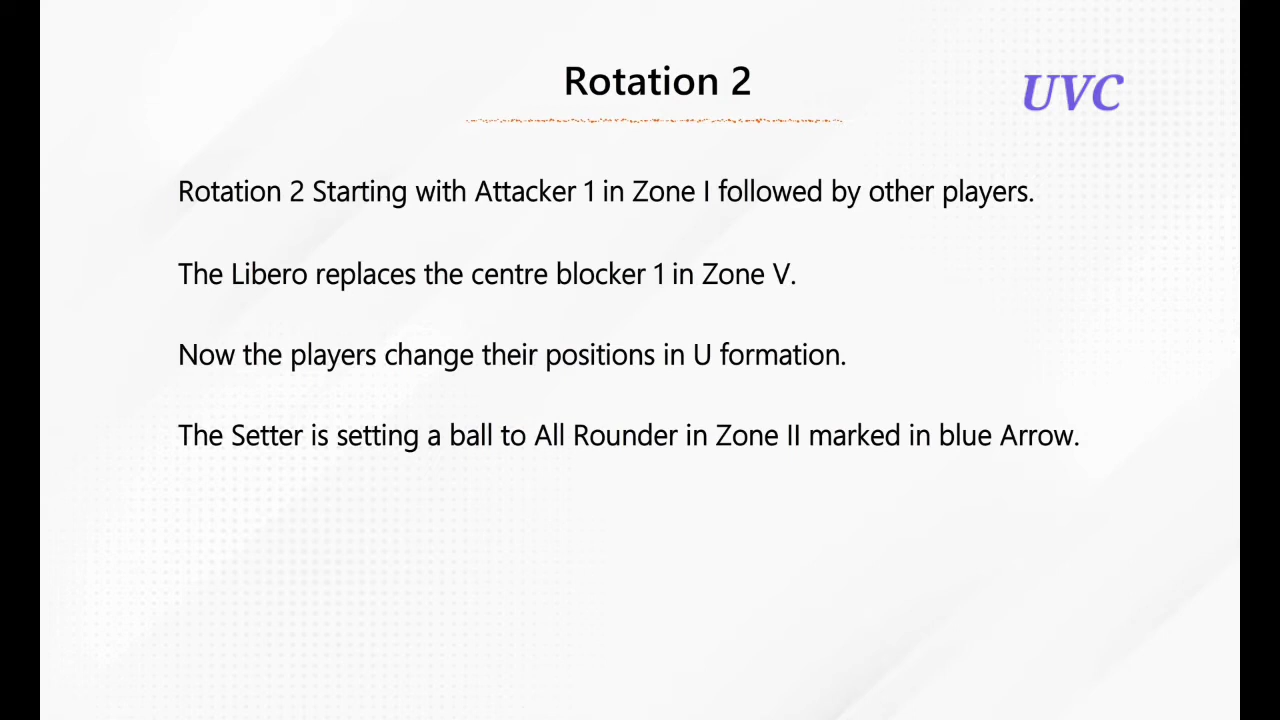 Rotation 2
UVC
Rotation 2 Starting with Attacker 1 in Zone I followed by other players.
The Libero replaces the centre blocker 1 in Zone V.
Now the players change their positions in U formation.
The Setter is setting a ball to All Rounder in Zone II marked in blue Arrow.